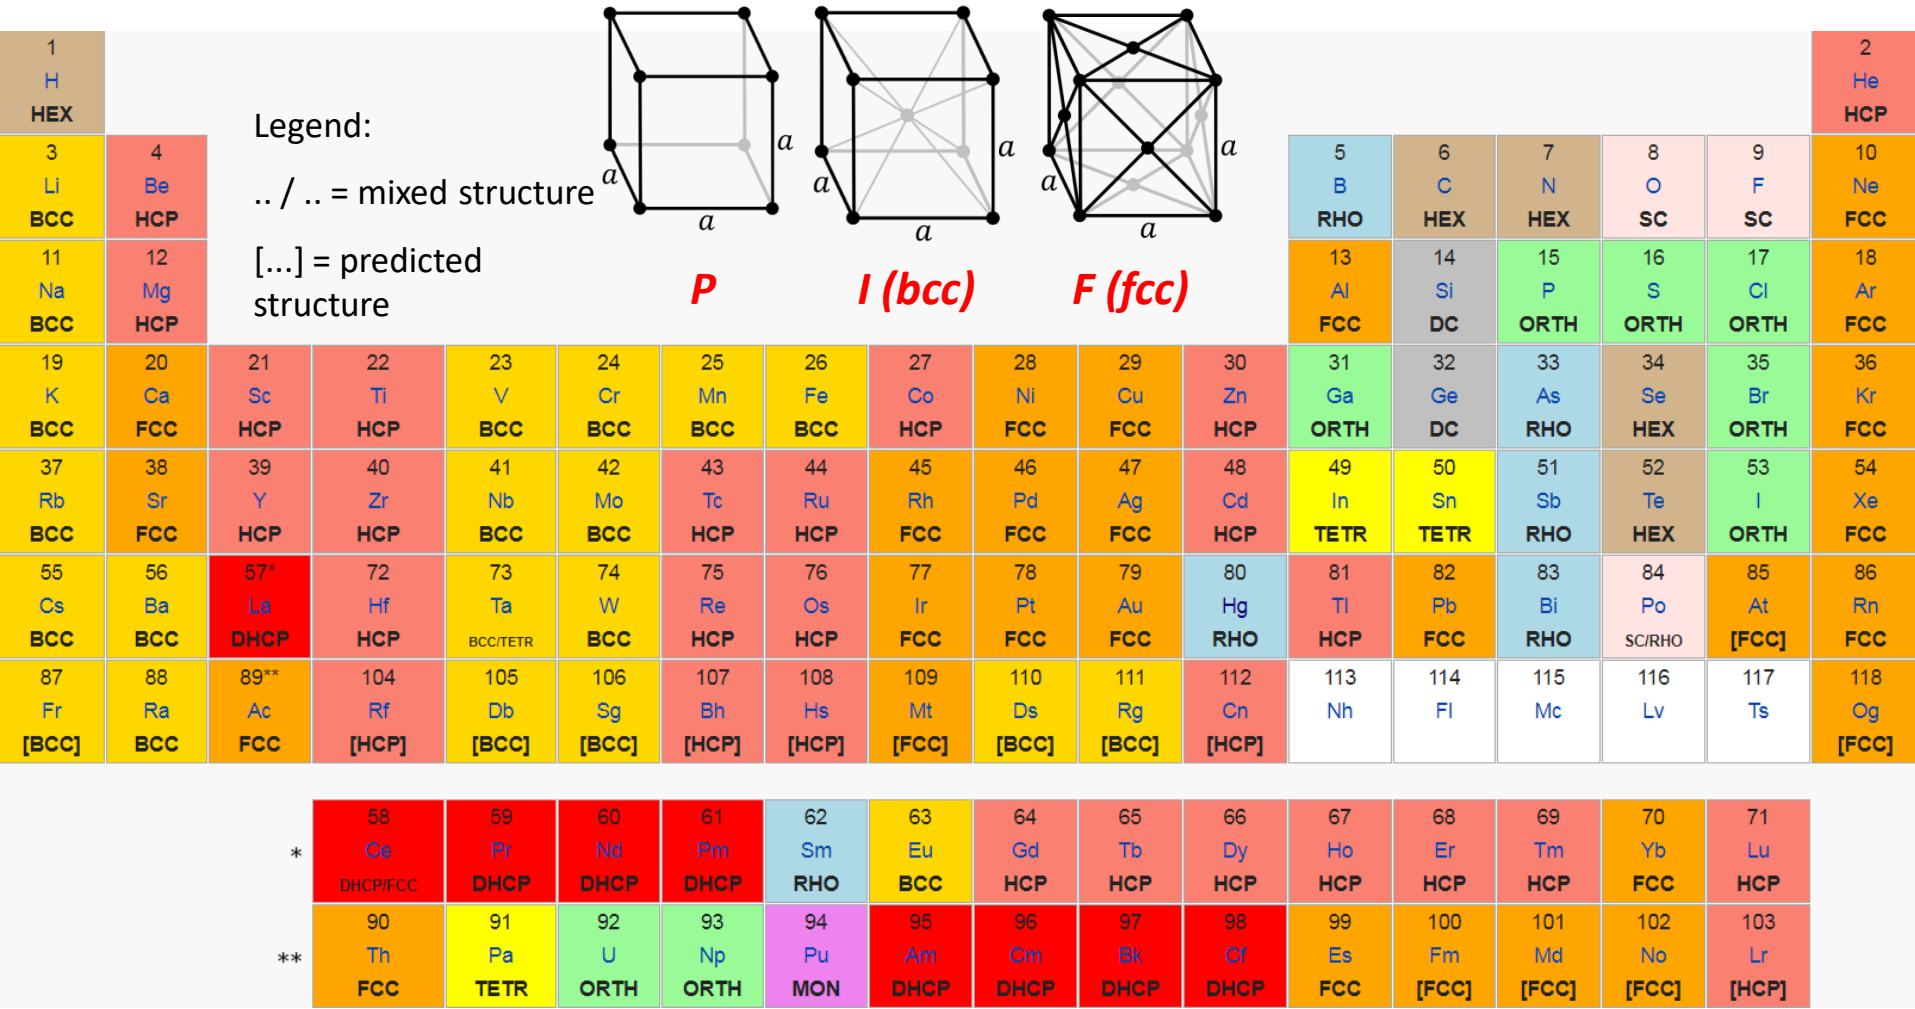 1
H
HEX
2
He
HCP
Legend:
.. / .. = mixed structure
[...] = predicted
structure
a
a
a
a
a
a
a
a
a
P
I (bcc)
F (fcc)
3 4 5 6 7 8 9 10
Li Be B C N O F Ne
BCC HCP RHO HEX HEX SC SC FCC
11 12 13 14 15 16 17 18
Na Mg Al Si P S Cl Ar
BCC HCP FCC DC ORTH ORTH ORTH FCC
19 20 21 22 23 24 25 26 27 28 29 30 31 32 33 34 35 36
K Ca Sc Ti V Cr Mn Fe Co Ni Cu Zn Ga Ge As Se Br Kr
BCC FCC HCP HCP BCC BCC BCC BCC HCP FCC FCC HCP ORTH DC RHO HEX ORTH FCC
37 38 39 40 41 42 43 44 45 46 47 48 49 50 51 52 53 54
Rb Sr Y Zr Nb Mo Tc Ru Rh Pd Ag Cd In Sn Sb Te I Xe
BCC FCC HCP HCP BCC BCC HCP HCP FCC FCC FCC HCP TETR TETR RHO HEX ORTH FCC
55 56 57* 72 73 74 75 76 77 78 79 80 81 82 83 84 85 86
Cs Ba La Hf Ta W Re Os Ir Pt Au Hg Tl Pb Bi Po At Rn
BCC BCC DHCP HCP BCC/TETR BCC HCP HCP FCC FCC FCC RHO HCP FCC RHO SC/RHO [FCC] FCC
87 88 89** 104 105 106 107 108 109 110 111 112 113 114 115 116 117 118
Fr Ra Ac Rf Db Sg Bh Hs Mt Ds Rg Cn Nh Fl Mc Lv Ts Og
[BCC] BCC FCC [HCP] [BCC] [BCC] [HCP] [HCP] [FCC] [BCC] [BCC] [HCP] [FCC]
58 59 60 61 62 63 64 65 66 67 68 69 70 71
* Ce Pr Nd Pm Sm Eu Gd Tb Dy Ho Er Tm Yb Lu
DHCP/FCC DHCP DHCP DHCP RHO BCC HCP HCP HCP HCP HCP HCP FCC HCP
90 91 92 93 94 95 96 97 98 99 100 101 102 103
** Th Pa U Np Pu Am Cm Bk Cf Es Fm Md No Lr
FCC TETR ORTH ORTH MON DHCP DHCP DHCP DHCP FCC [FCC] [FCC] [FCC] [HCP]